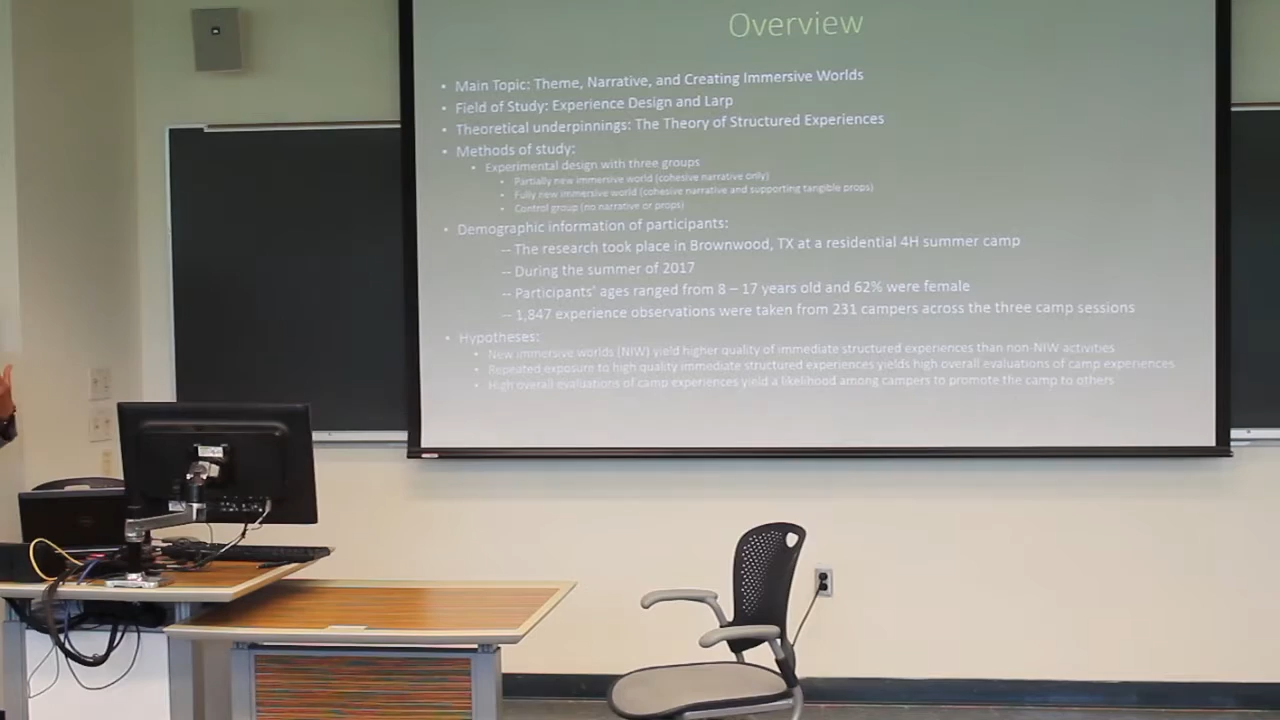 Overview
• Main Topic: Theme, Narrative, and Creating Immersive Worlds
• Field of Study: Experience Design and Larp
• Theoretical underpinnings: The Theory of Structured Experiences
• Methods of study:
• Experimental design with three groups
• Partially new immersive world (cohesive narrative only)
• Fully new immersive world (cohesive narrative and supporting tangible props)
• Control group (no narrative or props)
• Demographic information of participants:
-- The research took place in Brownwood, TX at a residential 4H summer camp
-- During the summer of 2017
-- Participants' ages ranged from 8 – 17 years old and 62% were female
-- 1,847 experience observations were taken from 231 campers across the three camp sessions
• Hypotheses:
• New immersive worlds (NIW) yield higher quality of immediate structured experiences than non-NIW activities
• Repeated exposure to high quality immediate structured experiences yields high overall evaluations of camp experiences
• High overall evaluations of camp experiences yield a likelihood among campers to promote the camp to others